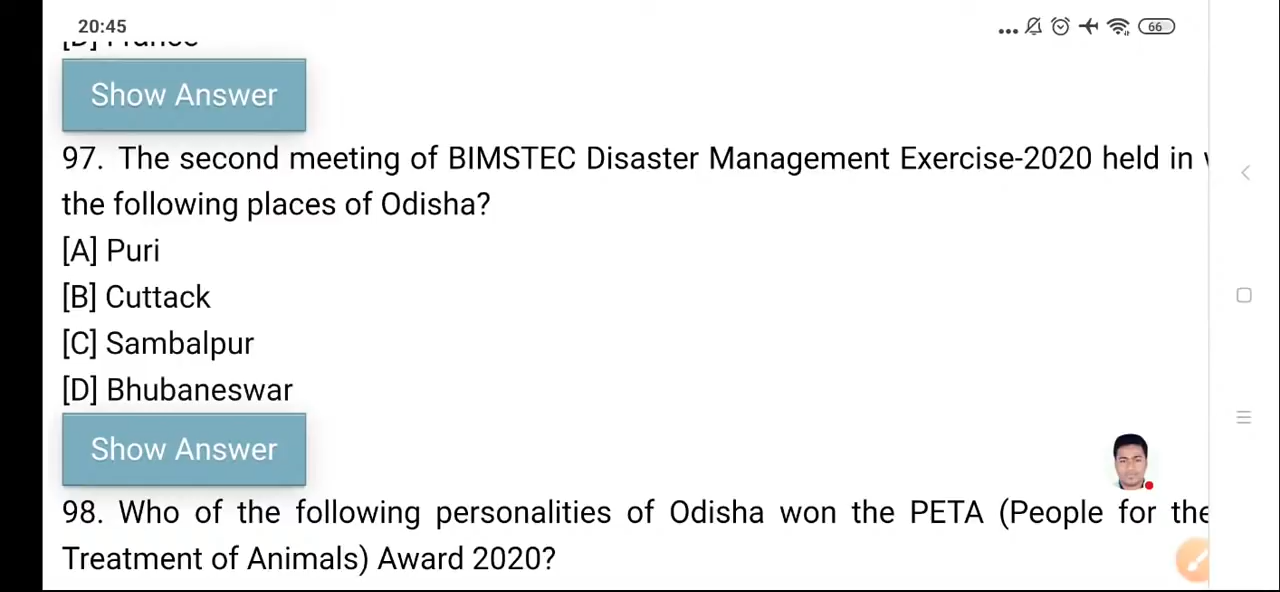 20:45
66
Show Answer
97. The second meeting of BIMSTEC Disaster Management Exercise-2020 held in
the following places of Odisha?
[A] Puri
[B] Cuttack
[C] Sambalpur
[D] Bhubaneswar
Show Answer
98. Who of the following personalities of Odisha won the PETA (People for the
Treatment of Animals) Award 2020?